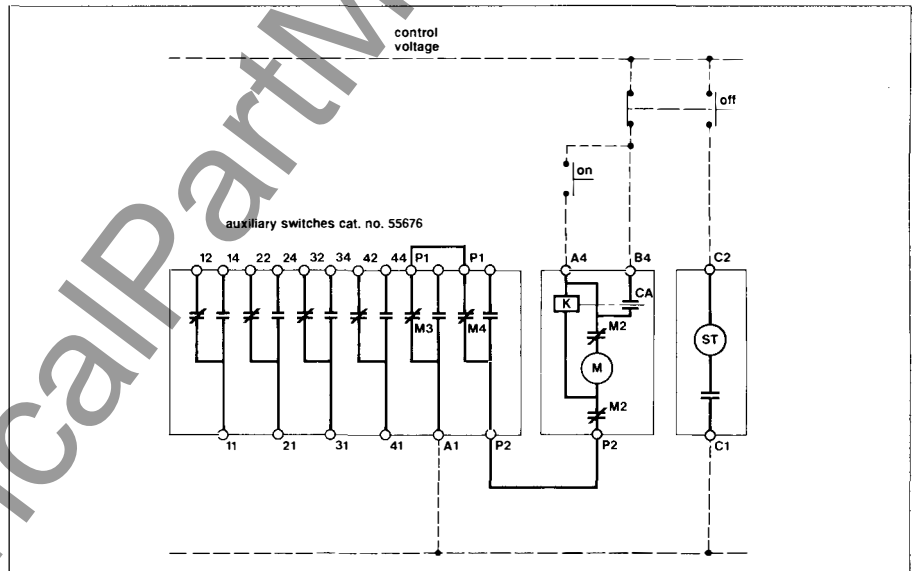 control
voltage
off
on
auxiliary switches cat. no. 55676
12 14 22 24 32 34 42 44 P1 P1 A4 B4 C2
K CA
M3 M4 M2
M ST
M2
11 21 31 41 A1 P2 P2 C1